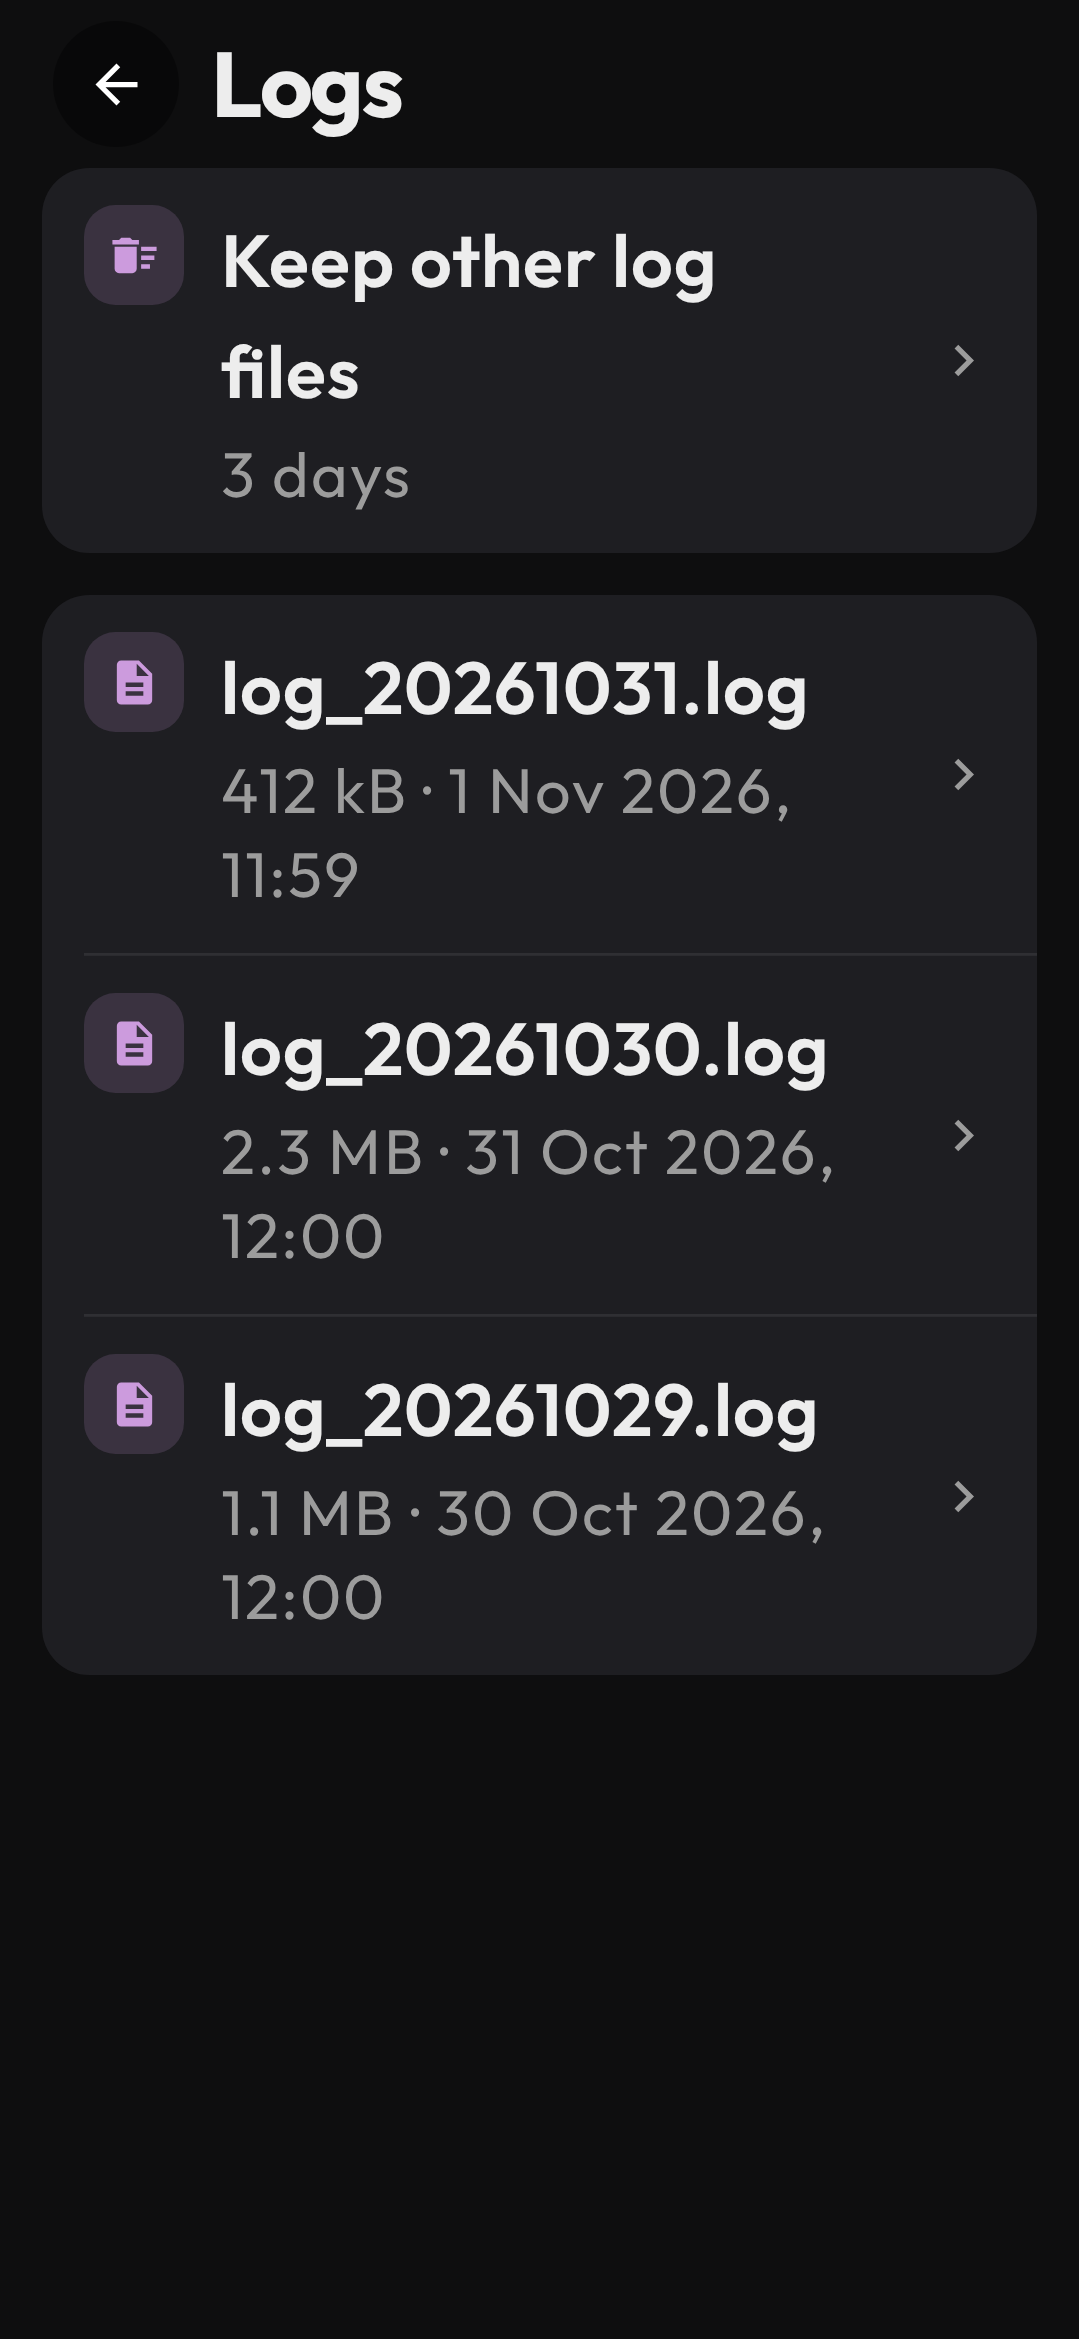 Logs
Keep other log
files
3 days
log_20261031.log
412 kB · 1 Nov 2026,
11:59
log_20261030.log
2.3 MB · 31 Oct 2026,
12:00
log_20261029.log
1.1 MB · 30 Oct 2026,
12:00